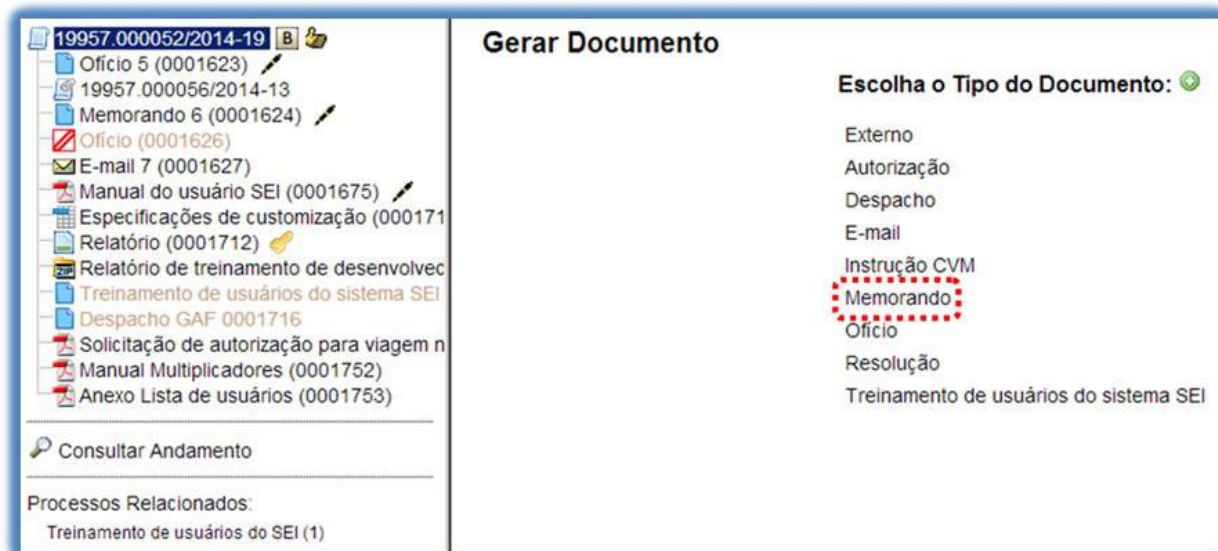 19957.000052/2014-19 B
Ofício 5 (0001623)
19957.000056/2014-13
Memorando 6 (0001624)
Ofício (0001626)
E-mail 7 (0001627)
Manual do usuário SEI (0001675)
Especificações de customização (000171
Relatório (0001712)
ZIP Relatório de treinamento de desenvolvec
Treinamento de usuários do sistema SEI
Despacho GAF 0001716
Solicitação de autorização para viagem n
Manual Multiplicadores (0001752)
Anexo Lista de usuários (0001753)
Consultar Andamento
Processos Relacionados:
Treinamento de usuários do SEI (1)
Gerar Documento
Escolha o Tipo do Documento:
Externo
Autorização
Despacho
E-mail
Instrução CVM
Memorando
Ofício
Resolução
Treinamento de usuários do sistema SEI